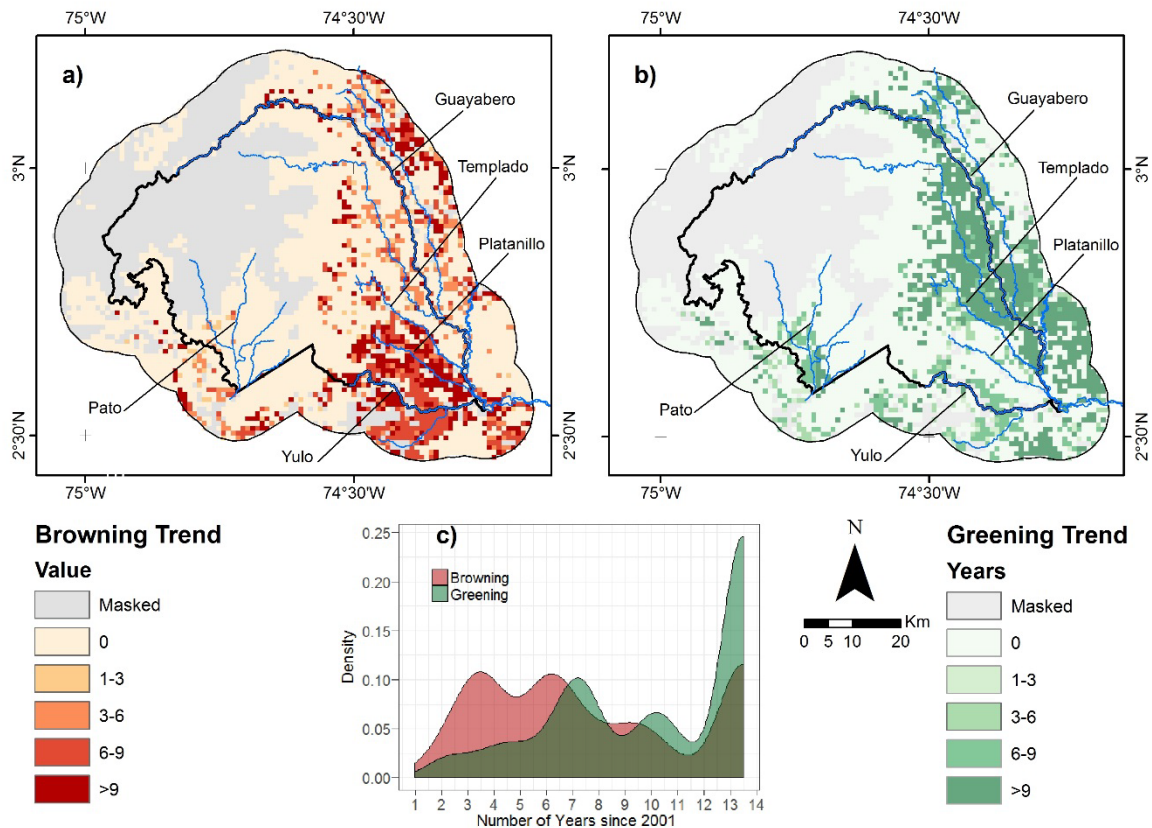 75°W
74°30'W
75°W
74°30'W
a)
b)
Guayabero
Guayabero
Templado
Templado
3°N
3°N
Platanillo
Platanillo
Pato
Pato
Yulo
Yulo
2°30'N
2°30'N
75°W
74°30'W
75°W
74°30'W
Browning Trend
Value
Masked
0
1-3
3-6
6-9
>9
c)
Browning
Greening
0.25
0.20
0.15
0.10
0.05
0.00
Density
1 2 3 4 5 6 7 8 9 10 11 12 13 14
Number of Years since 2001
N
Km
0 5 10 20
Greening Trend
Years
Masked
0
1-3
3-6
6-9
>9